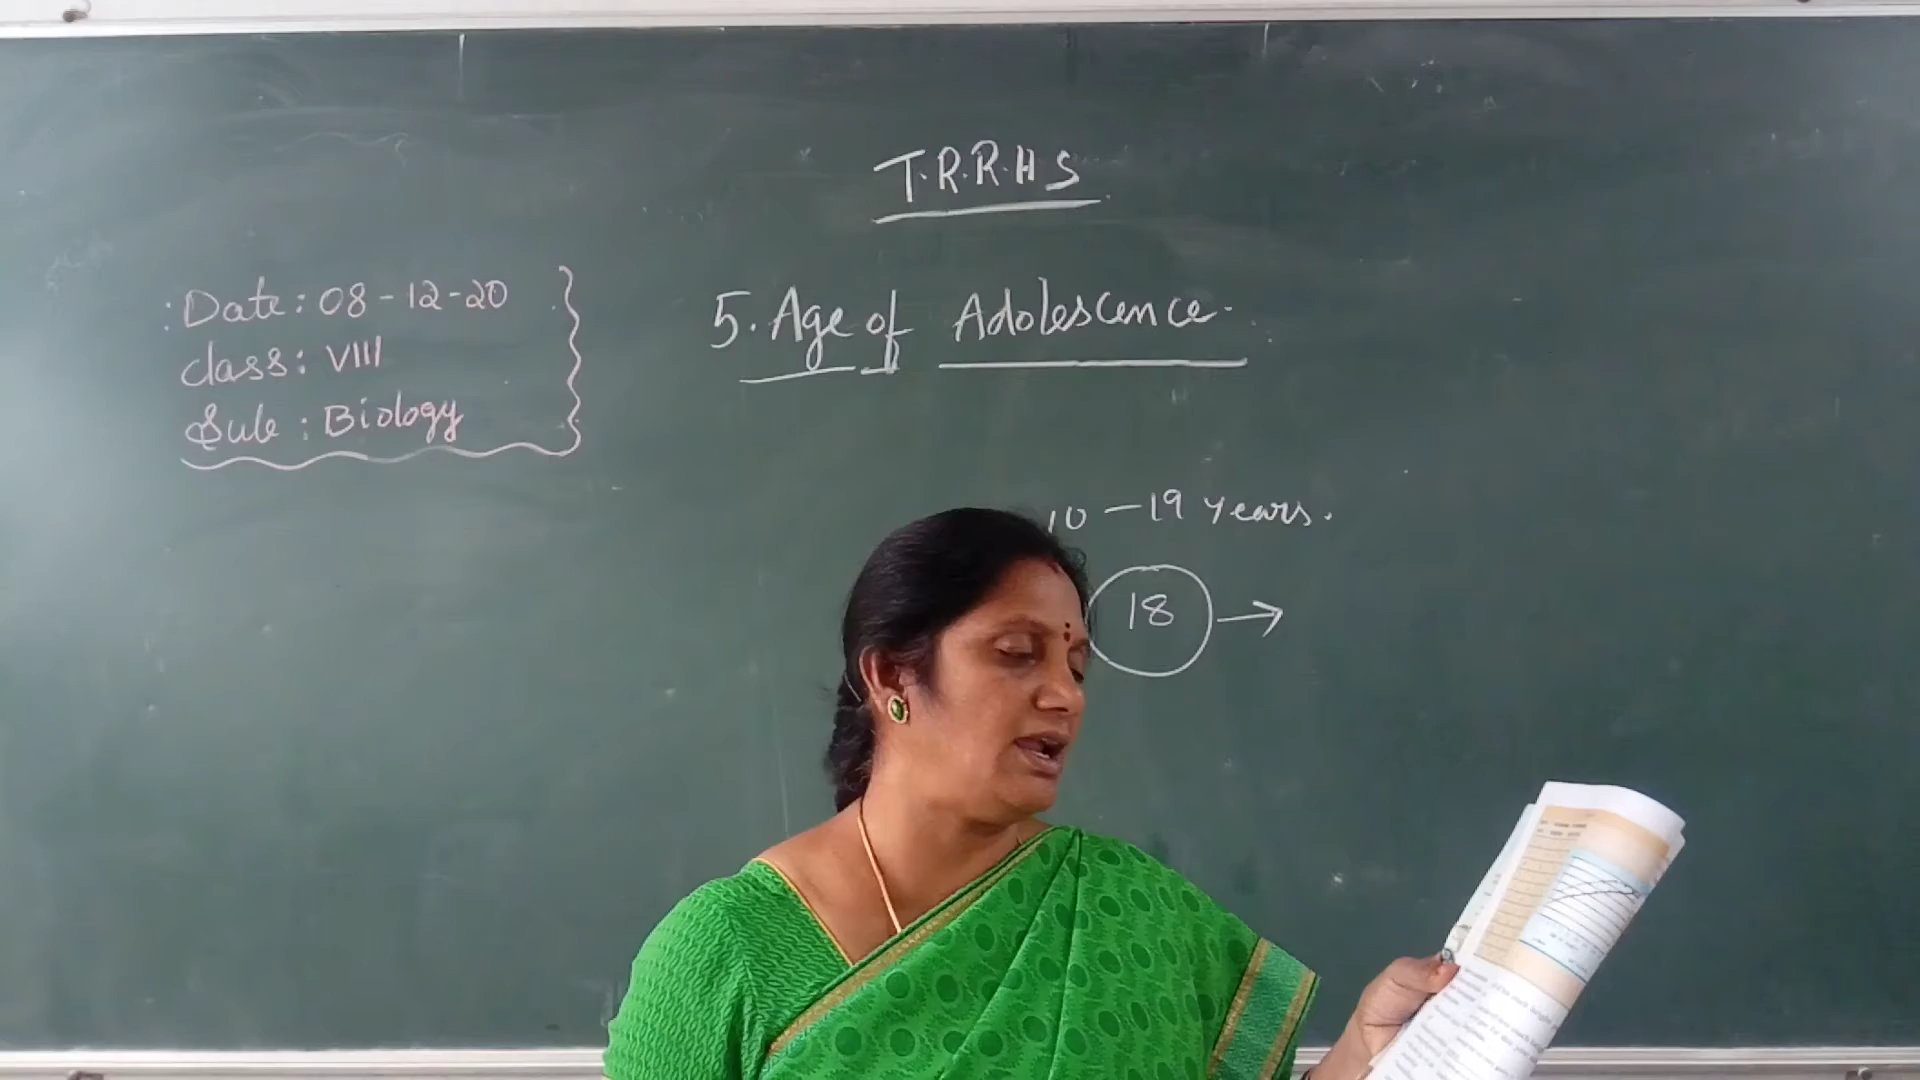 T.R.R.H S
Date: 08-12-20
class: VIII
Sub: Biology
5. Age of Adolescence.
10 - 19 years.
18 →